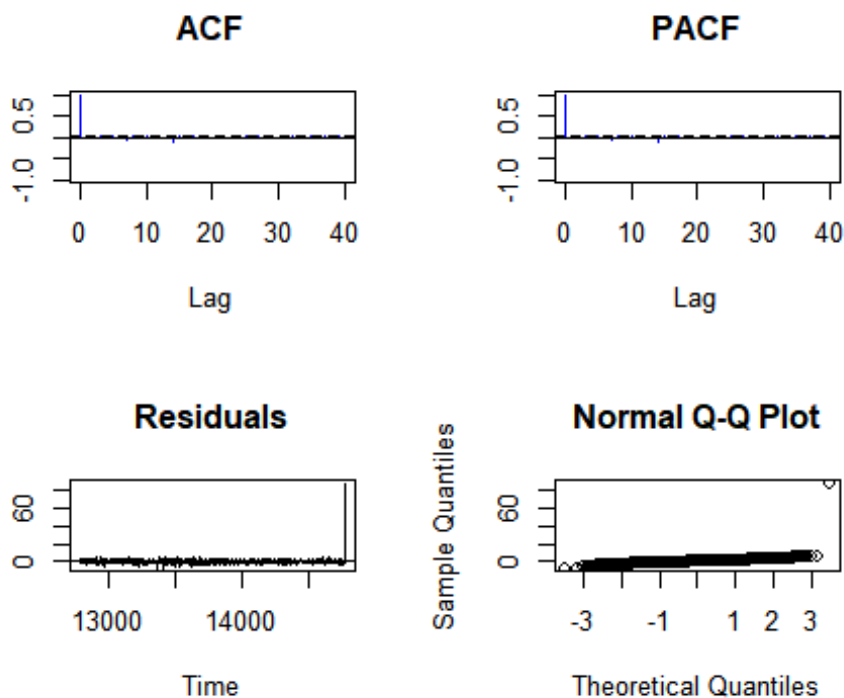 ACF
0.5
-1.0
0 10 20 30 40
Lag
PACF
0.5
-1.0
0 10 20 30 40
Lag
Residuals
60
0
13000 14000
Time
Normal Q-Q Plot
Sample Quantiles
60
0
-3 -1 1 2 3
Theoretical Quantiles